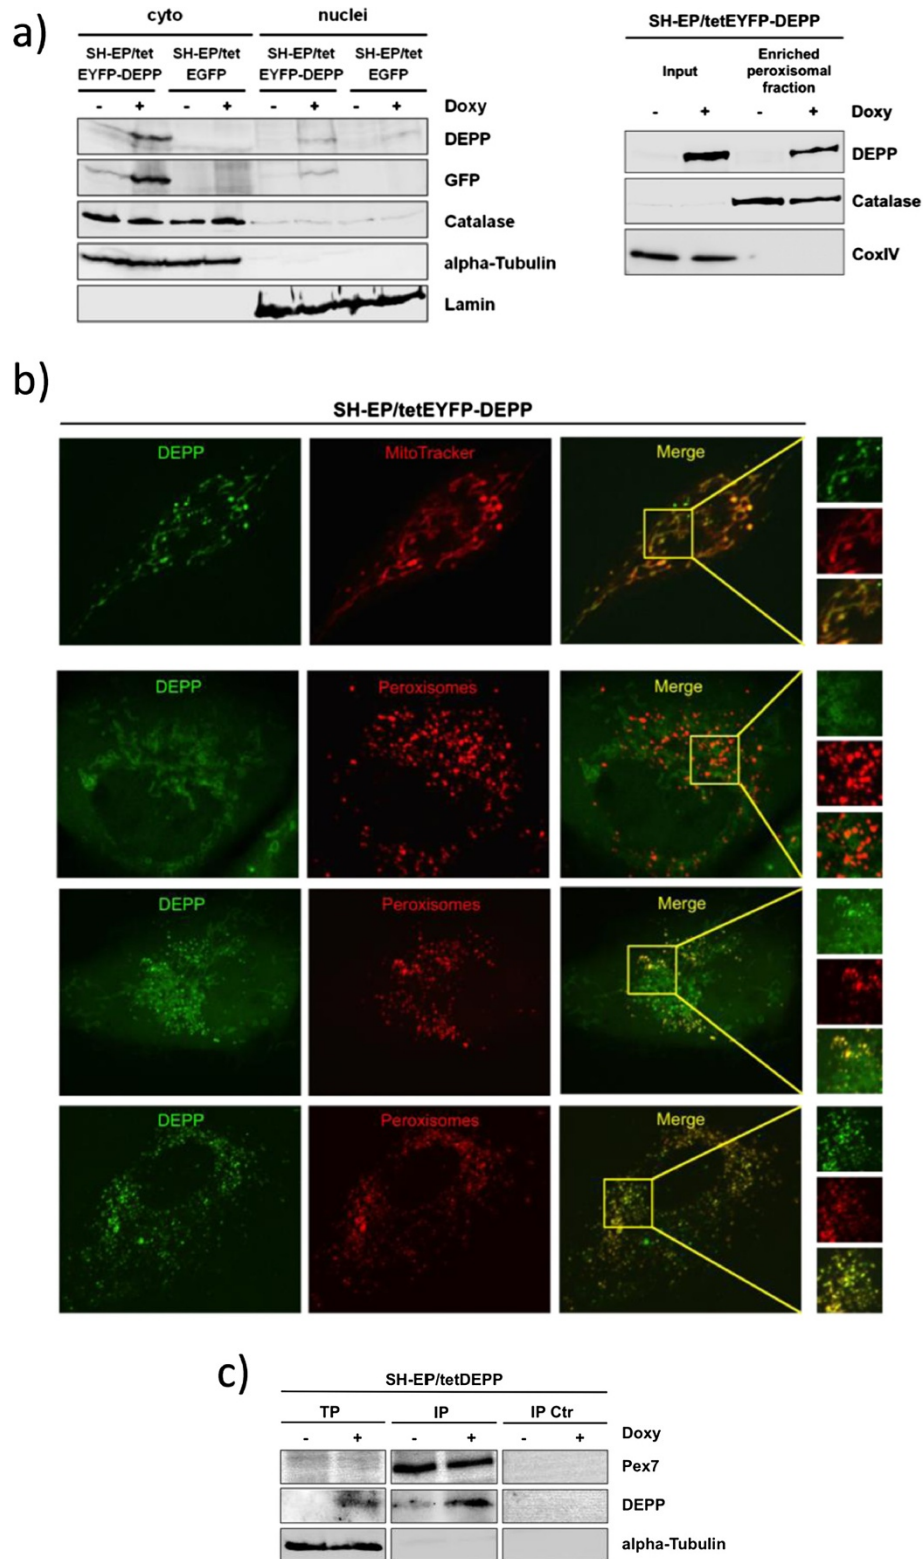 a)
cyto nuclei
SH-EP/tet SH-EP/tet SH-EP/tet SH-EP/tet
EYFP-DEPP EGFP EYFP-DEPP EGFP
- + - + - + - + Doxy
DEPP
GFP
Catalase
alpha-Tubulin
Lamin
SH-EP/tetEYFP-DEPP
Input Enriched peroxisomal fraction
- + - + Doxy
DEPP
Catalase
CoxIV
b)
SH-EP/tetEYFP-DEPP
DEPP MitoTracker Merge
DEPP Peroxisomes Merge
DEPP Peroxisomes Merge
DEPP Peroxisomes Merge
c)
SH-EP/tetDEPP
TP IP IP Ctr
- + - + - + Doxy
Pex7
DEPP
alpha-Tubulin